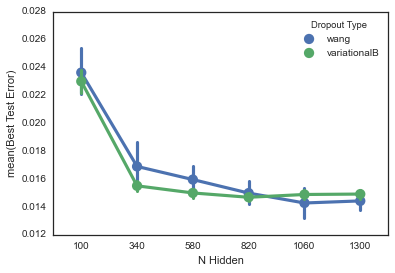 0.028
0.026
0.024
0.022
0.020
0.018
0.016
0.014
0.012
mean(Best Test Error)
Dropout Type
wang
variationalB
100 340 580 820 1060 1300
N Hidden